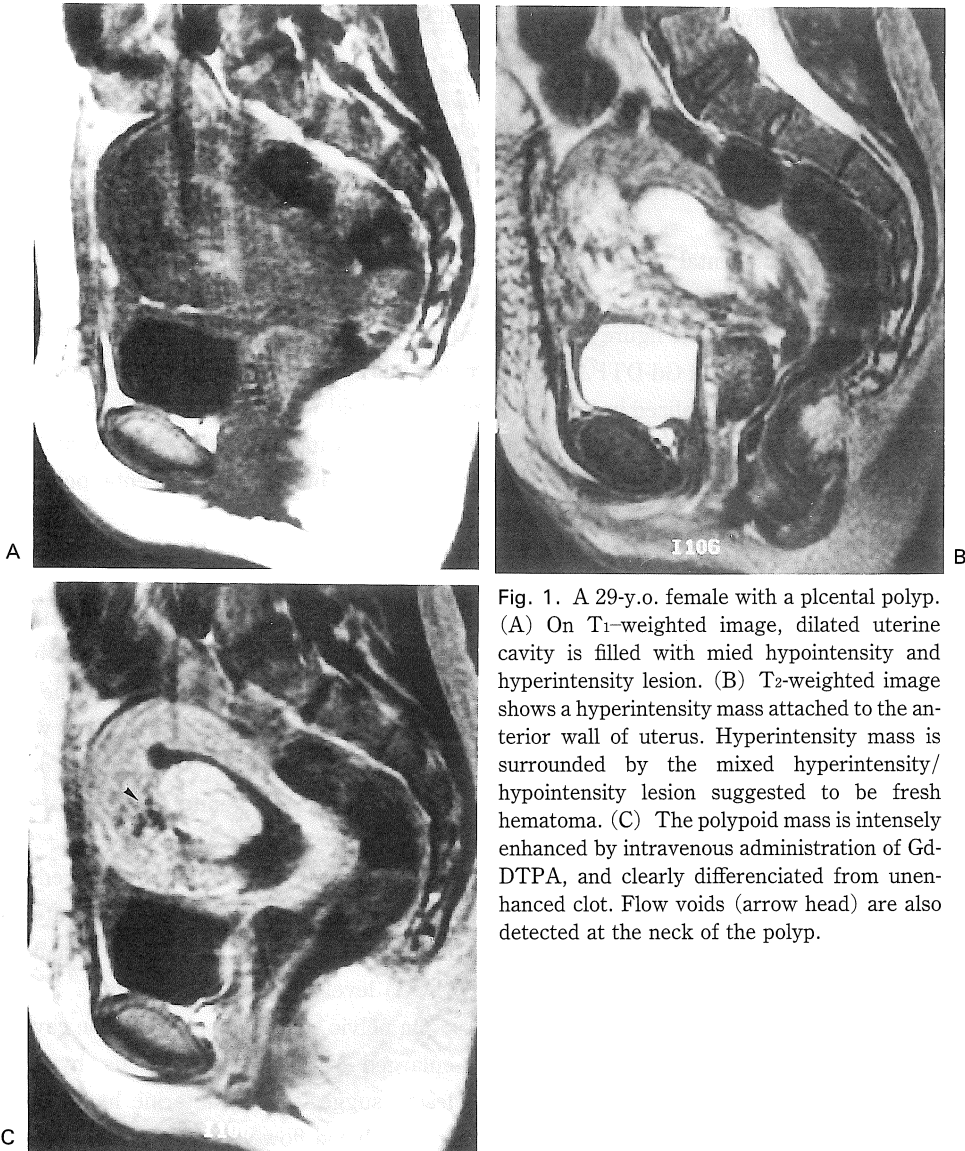 A
B
I106
Fig. 1. A 29-y.o. female with a plcental polyp.
(A) On T1-weighted image, dilated uterine
cavity is filled with mied hypointensity and
hyperintensity lesion. (B) T2-weighted image
shows a hyperintensity mass attached to the an-
terior wall of uterus. Hyperintensity mass is
surrounded by the mixed hyperintensity/
hypointensity lesion suggested to be fresh
hematoma. (C) The polypoid mass is intensely
enhanced by intravenous administration of Gd-
DTPA, and clearly differenciated from unen-
hanced clot. Flow voids (arrow head) are also
detected at the neck of the polyp.
C